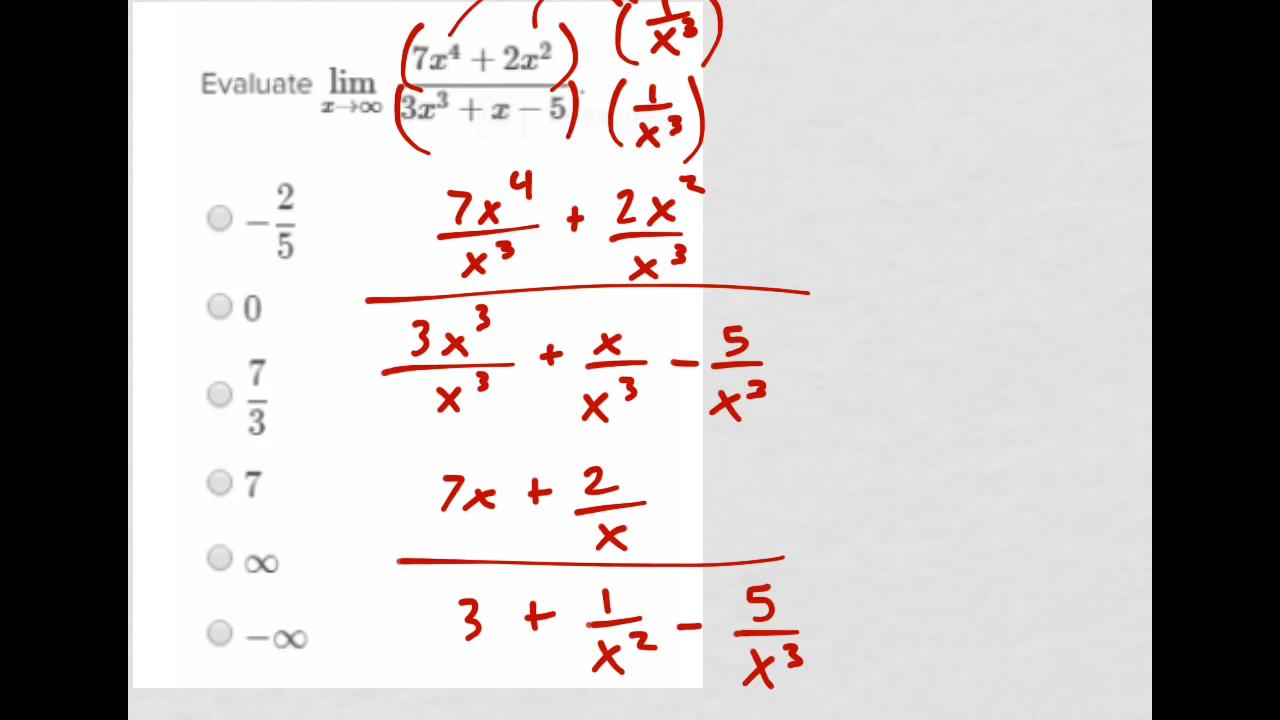 (1/x³)
Evaluate lim x→∞ (7x⁴ + 2x²)/(3x³ + x − 5). (1/x³)
7x⁴/x³ + 2x²/x³
3x³/x³ + x/x³ − 5/x³
7x + 2/x
3 + 1/x² − 5/x³
−2/5
0
7/3
7
∞
−∞